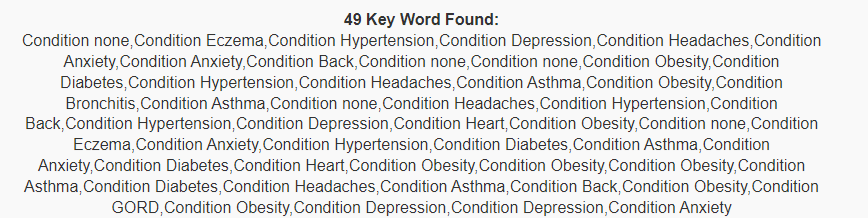 49 Key Word Found:
Condition none,Condition Eczema,Condition Hypertension,Condition Depression,Condition Headaches,Condition
Anxiety,Condition Anxiety,Condition Back,Condition none,Condition none,Condition Obesity,Condition
Diabetes,Condition Hypertension,Condition Headaches,Condition Asthma,Condition Obesity,Condition
Bronchitis,Condition Asthma,Condition none,Condition Headaches,Condition Hypertension,Condition
Back,Condition Hypertension,Condition Depression,Condition Heart,Condition Obesity,Condition none,Condition
Eczema,Condition Anxiety,Condition Hypertension,Condition Diabetes,Condition Asthma,Condition
Anxiety,Condition Diabetes,Condition Heart,Condition Obesity,Condition Obesity,Condition Obesity,Condition
Asthma,Condition Diabetes,Condition Headaches,Condition Asthma,Condition Back,Condition Obesity,Condition
GORD,Condition Obesity,Condition Depression,Condition Depression,Condition Anxiety